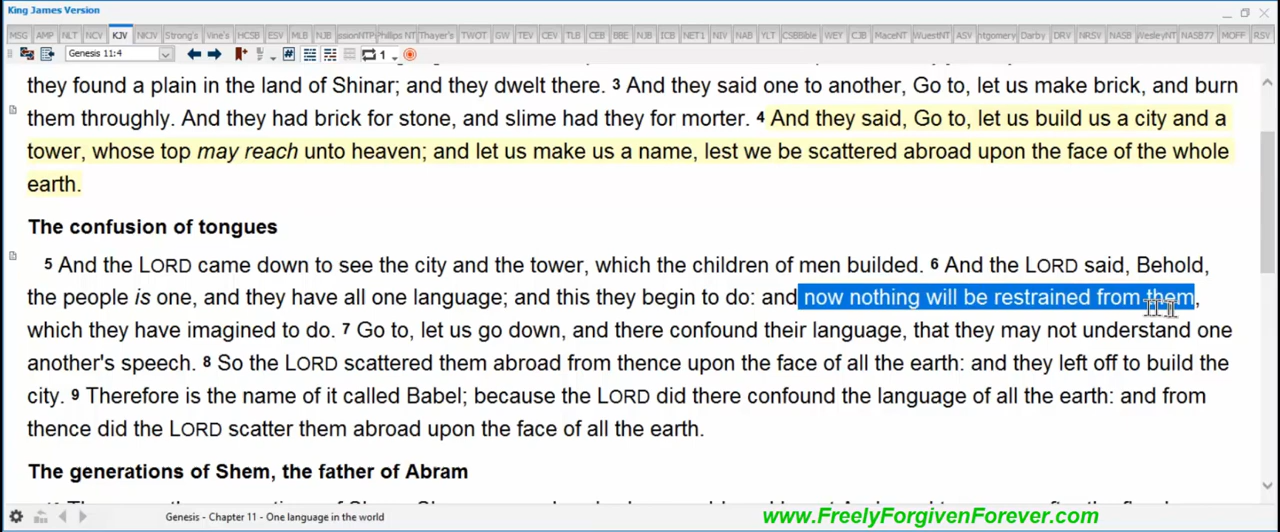 King James Version
MSG AMP NLT NCV KJV NKJV Strong's Vine's HCSB ESV MLB NJB ssionNTP Phillips NT Thayer's TWOT GW TEV CEV TLB CEB BBE NJB ICB NET1 NIV NAB YLT CSBBible WEY CJB MaceNT WuestNT ASV ntgomery Darby DRV NRSV NASB WesleyNT NASB77 MOFF RSV
Genesis 11:4 # 1
they found a plain in the land of Shinar; and they dwelt there. 3 And they said one to another, Go to, let us make brick, and burn
them throughly. And they had brick for stone, and slime had they for morter. 4 And they said, Go to, let us build us a city and a
tower, whose top may reach unto heaven; and let us make us a name, lest we be scattered abroad upon the face of the whole
earth.
The confusion of tongues
5 And the LORD came down to see the city and the tower, which the children of men builded. 6 And the LORD said, Behold,
the people is one, and they have all one language; and this they begin to do: and now nothing will be restrained from them,
which they have imagined to do. 7 Go to, let us go down, and there confound their language, that they may not understand one
another's speech. 8 So the LORD scattered them abroad from thence upon the face of all the earth: and they left off to build the
city. 9 Therefore is the name of it called Babel; because the LORD did there confound the language of all the earth: and from
thence did the LORD scatter them abroad upon the face of all the earth.
The generations of Shem, the father of Abram
Genesis - Chapter 11 - One language in the world
www.FreelyForgivenForever.com